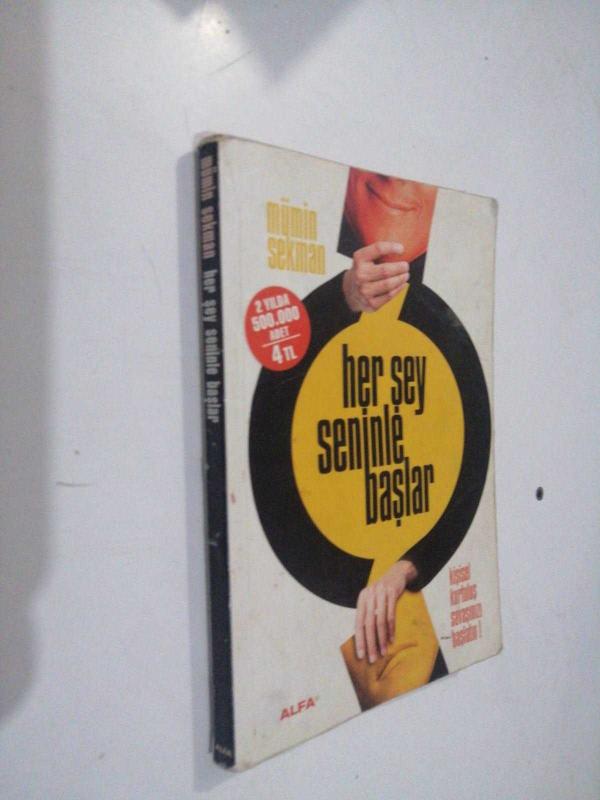 mümin sekman her şey seninle başlar
ALFA
mümin
sekman
2 YILDA
500.000
ADET
4 TL
her şey
seninle
başlar
kişisel
kurtuluş
savaşınızı
başlatın!
ALFA